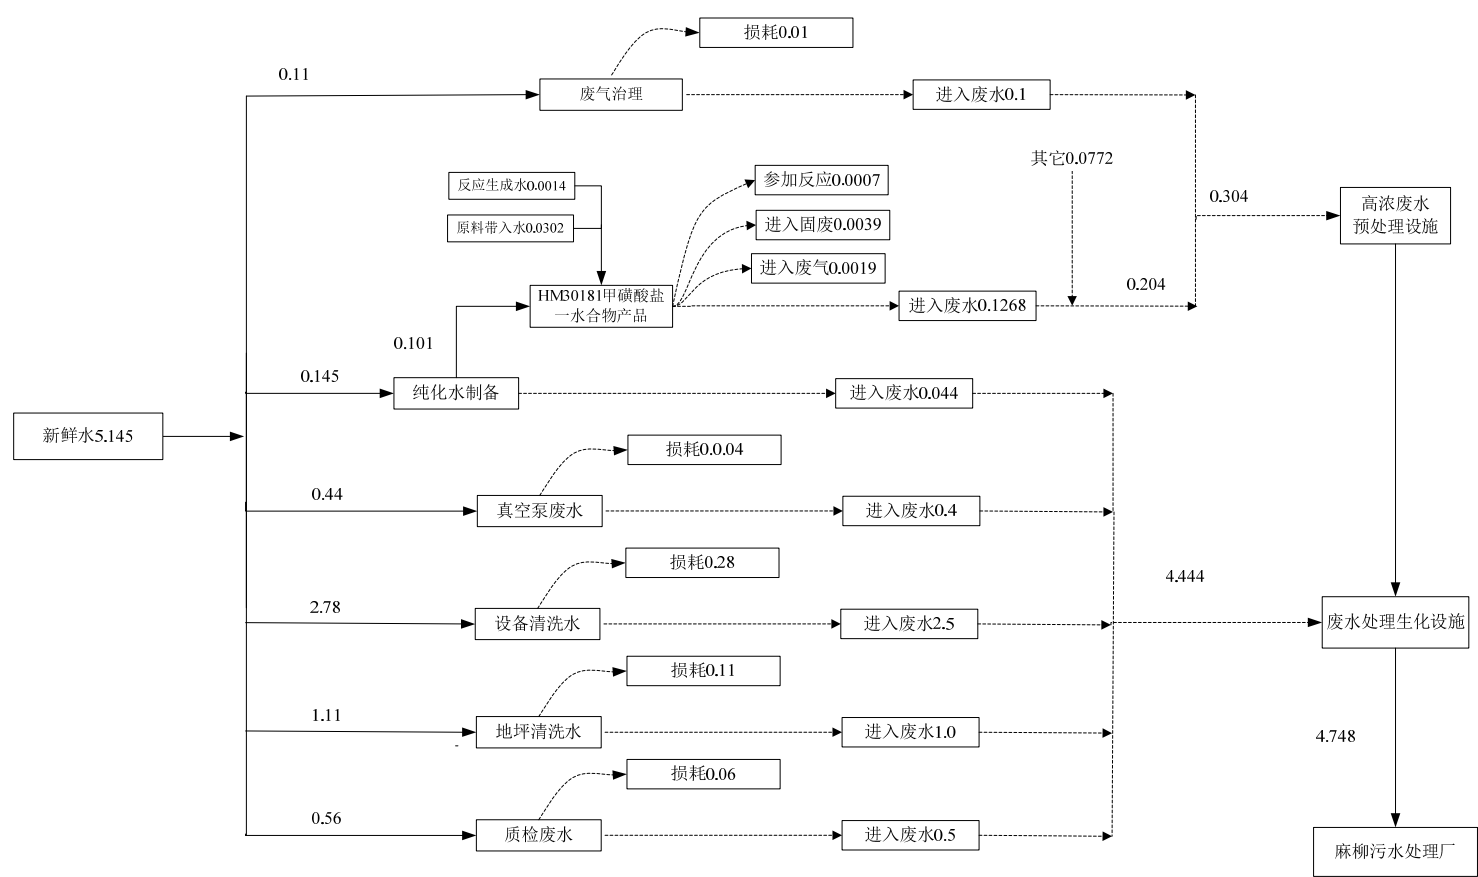 损耗0.01
0.11
废气治理
进入废水0.1
其它0.0772
反应生成水0.0014
参加反应0.0007
0.304
高浓废水
预处理设施
原料带入水0.0302
进入固废0.0039
进入废气0.0019
HM30181甲磺酸盐
一水合物产品
进入废水0.1268
0.204
0.101
0.145
纯化水制备
进入废水0.044
新鲜水5.145
损耗0.0.04
0.44
真空泵废水
进入废水0.4
损耗0.28
4.444
2.78
设备清洗水
进入废水2.5
废水处理生化设施
损耗0.11
1.11
地坪清洗水
进入废水1.0
4.748
损耗0.06
0.56
质检废水
进入废水0.5
麻柳污水处理厂